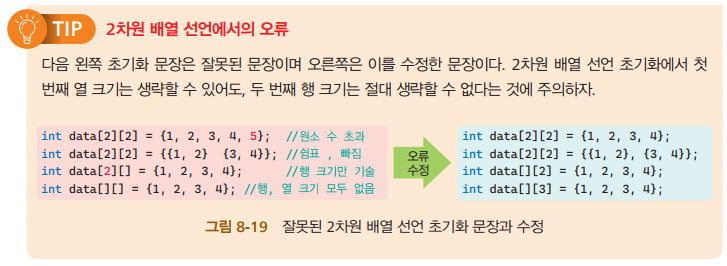 TIP 2차원 배열 선언에서의 오류
다음 왼쪽 초기화 문장은 잘못된 문장이며 오른쪽은 이를 수정한 문장이다. 2차원 배열 선언 초기화에서 첫
번째 열 크기는 생략할 수 있어도, 두 번째 행 크기는 절대 생략할 수 없다는 것에 주의하자.
int data[2][2] = {1, 2, 3, 4, 5}; //원소 수 초과
int data[2][2] = {{1, 2} {3, 4}}; //쉼표 , 빠짐
int data[2][] = {1, 2, 3, 4}; //행 크기만 기술
int data[][] = {1, 2, 3, 4}; //행, 열 크기 모두 없음
오류
수정
int data[2][2] = {1, 2, 3, 4};
int data[2][2] = {{1, 2}, {3, 4}};
int data[][2] = {1, 2, 3, 4};
int data[][3] = {1, 2, 3, 4};
그림 8-19 잘못된 2차원 배열 선언 초기화 문장과 수정